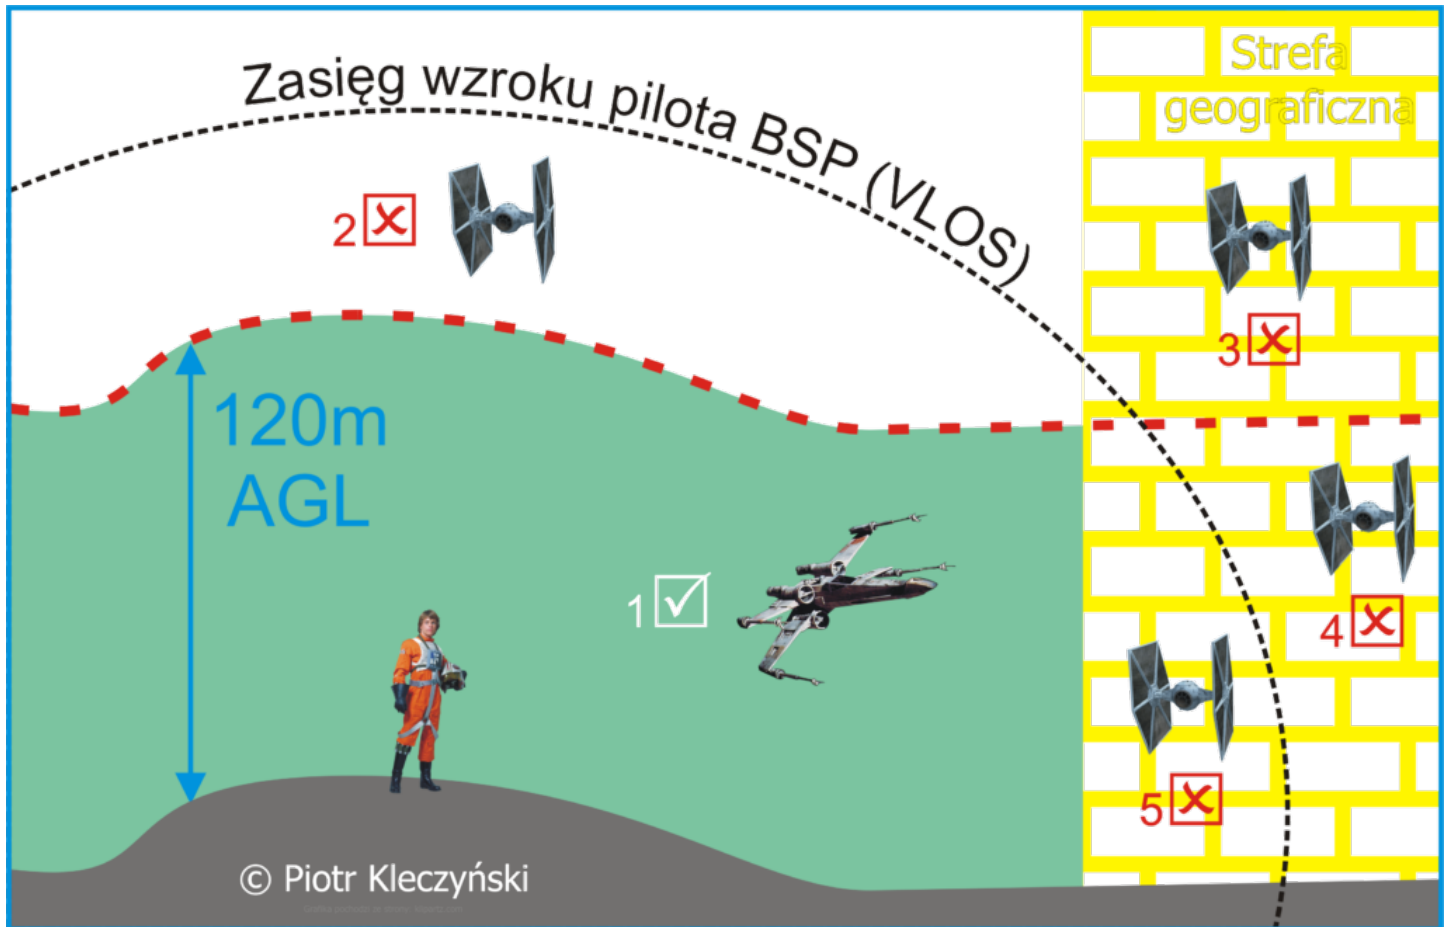 Zasięg wzroku pilota BSP (VLOS)
Strefa
geograficzna
2
3
120m
AGL
1
4
5
© Piotr Kleczyński